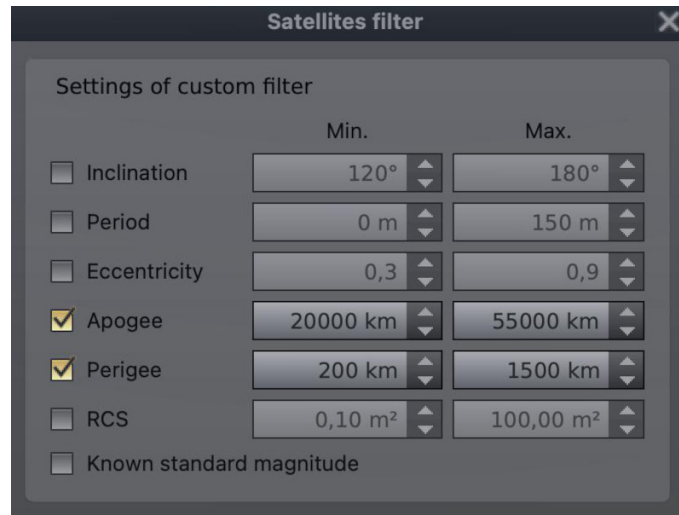 Satellites filter
Settings of custom filter
Min. Max.
Inclination 120° 180°
Period 0 m 150 m
Eccentricity 0,3 0,9
Apogee 20000 km 55000 km
Perigee 200 km 1500 km
RCS 0,10 m² 100,00 m²
Known standard magnitude